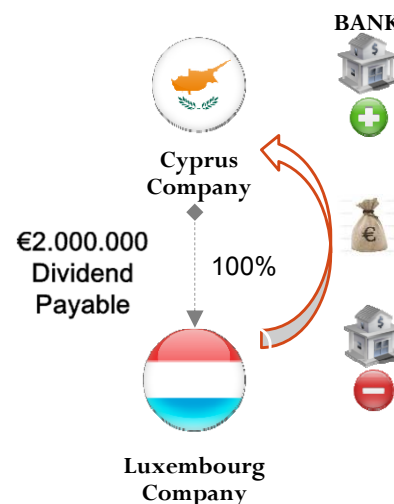 BANK
Cyprus
Company
€2.000.000
Dividend
Payable
100%
Luxembourg
Company